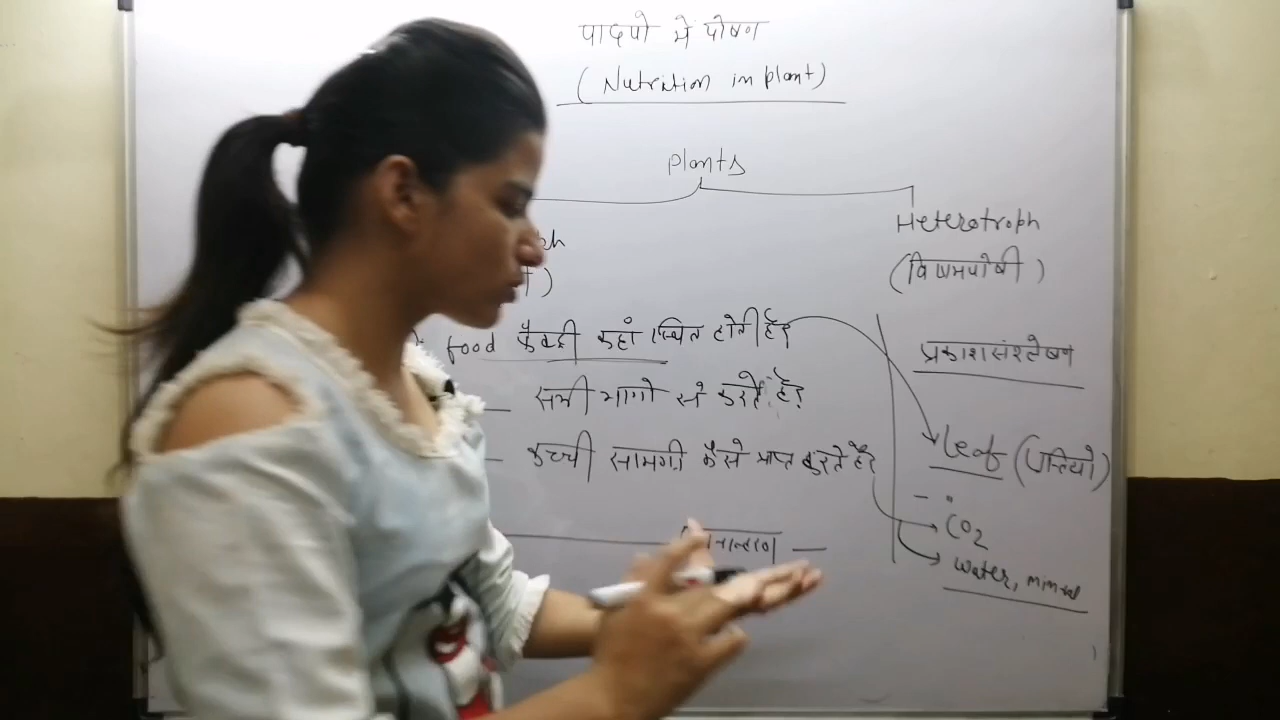 पादपो मे पोषण
(Nutrition in plant)
Plants
Heterotroph
(विषमपोषी)
food फैक्ट्री कहां स्थित होती है?
प्रकाशसंश्लेषण
सभी भागो से करते है?
Leaf (पत्तियो)
कच्ची सामग्री कैसे प्राप्त करते है?
CO2
water, mineral